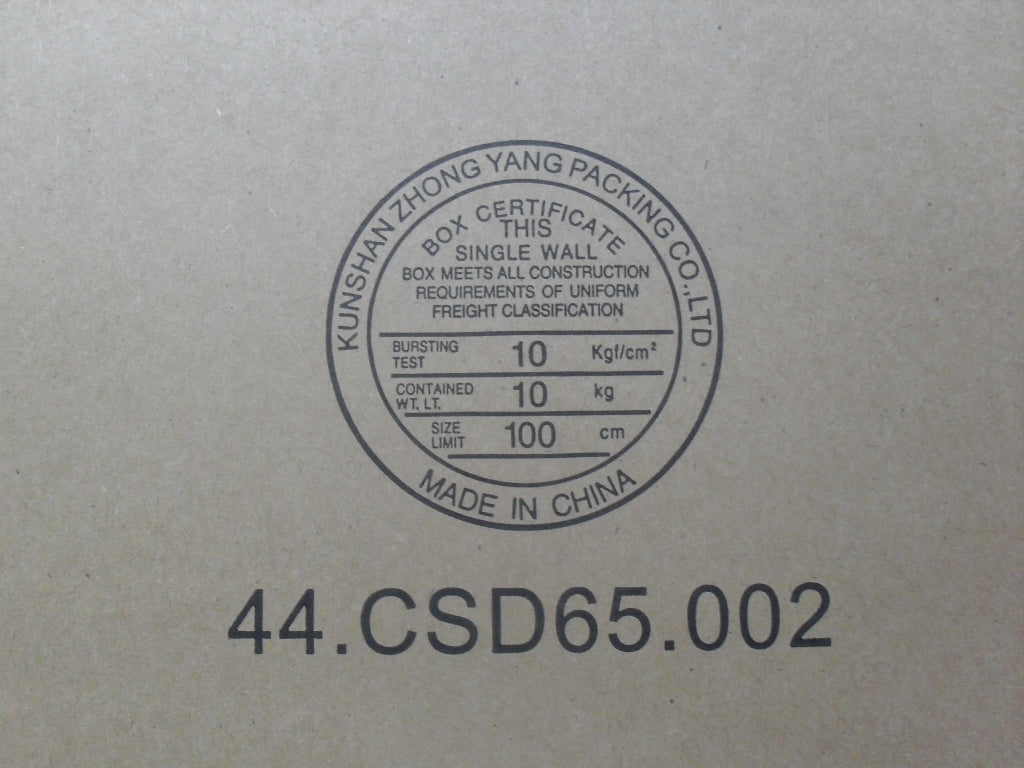 KUNSHAN ZHONG YANG PACKING CO.,LTD
BOX CERTIFICATE
THIS
SINGLE WALL
BOX MEETS ALL CONSTRUCTION
REQUIREMENTS OF UNIFORM
FREIGHT CLASSIFICATION
BURSTING TEST 10 Kgf/cm²
CONTAINED WT. LT. 10 kg
SIZE LIMIT 100 cm
MADE IN CHINA
44.CSD65.002